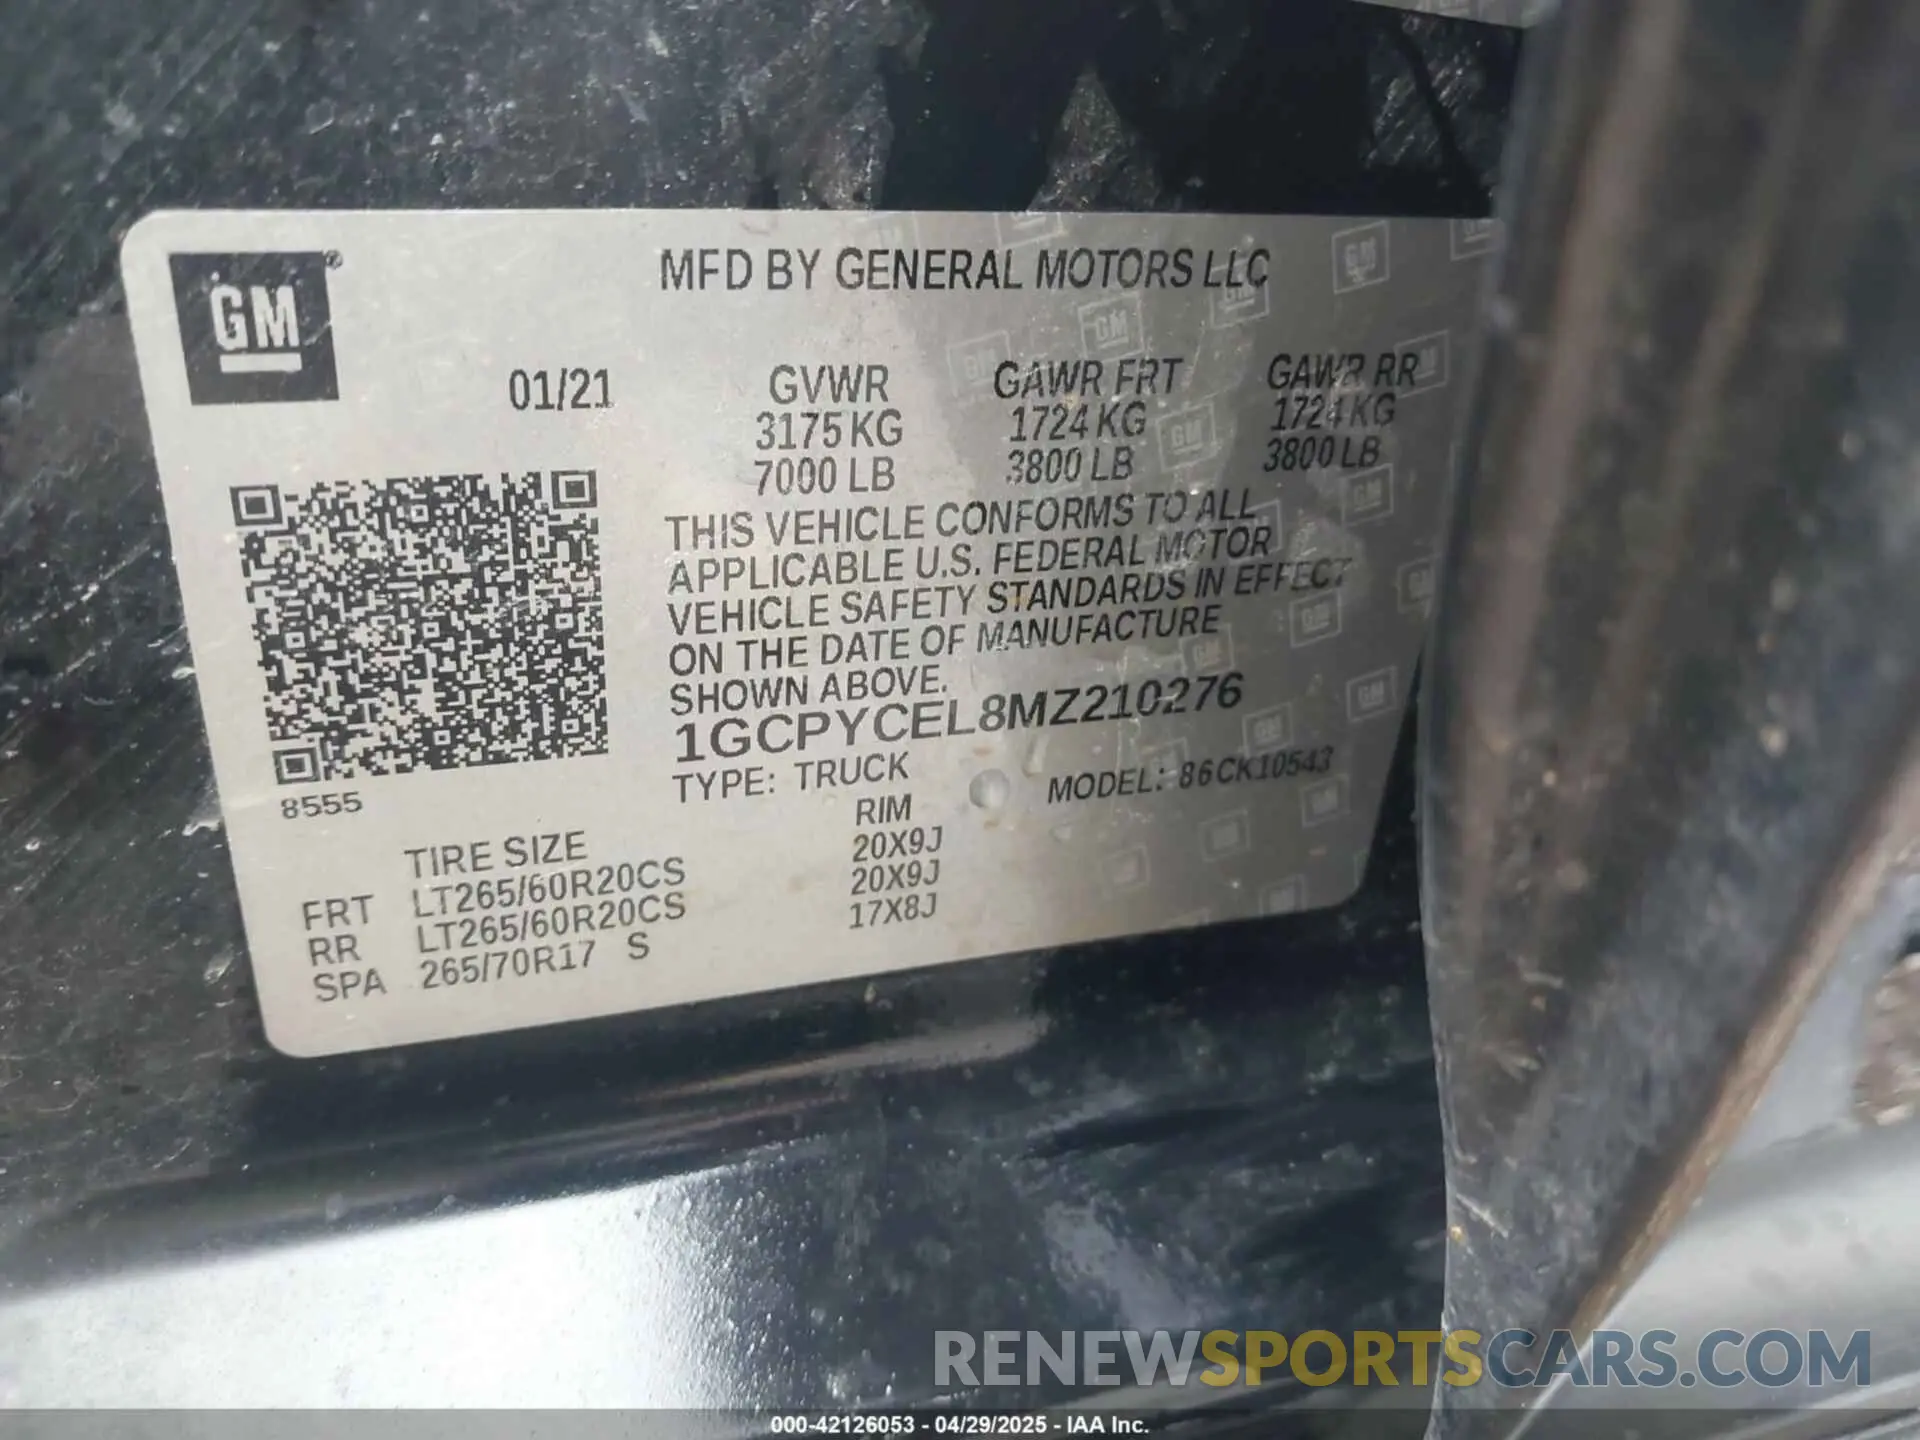 GM®
MFD BY GENERAL MOTORS LLC
01/21
GVWR GAWR FRT GAWR RR
3175 KG 1724 KG 1724 KG
7000 LB 3800 LB 3800 LB
THIS VEHICLE CONFORMS TO ALL
APPLICABLE U.S. FEDERAL MOTOR
VEHICLE SAFETY STANDARDS IN EFFECT
ON THE DATE OF MANUFACTURE
SHOWN ABOVE.
1GCPYCEL8MZ210276
TYPE: TRUCK MODEL: 86CK10543
8555
TIRE SIZE RIM
FRT LT265/60R20CS 20X9J
RR LT265/60R20CS 20X9J
SPA 265/70R17 S 17X8J
RENEWSPORTSCARS.COM
000-42126053 - 04/29/2025 - IAA Inc.